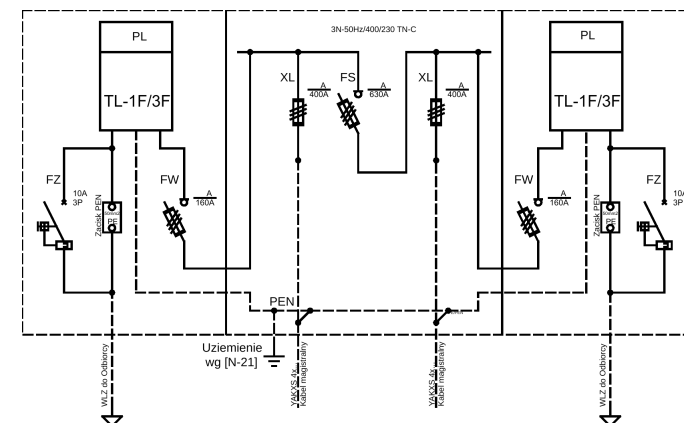 3N-50Hz/400/230 TN-C
PL
TL-1F/3F
FZ
10A
3P
Zacisk PEN
PE
FW
A
160A
XL
A
400A
FS
A
630A
XL
A
400A
PL
TL-1F/3F
FW
A
160A
Zacisk PEN
PE
FZ
10A
3P
PEN
Uziemienie
wg [N-21]
WLZ do Odbiorcy
YAKXS 4x
Kabel magistralny
YAKXS 4x
Kabel magistralny
WLZ do Odbiorcy